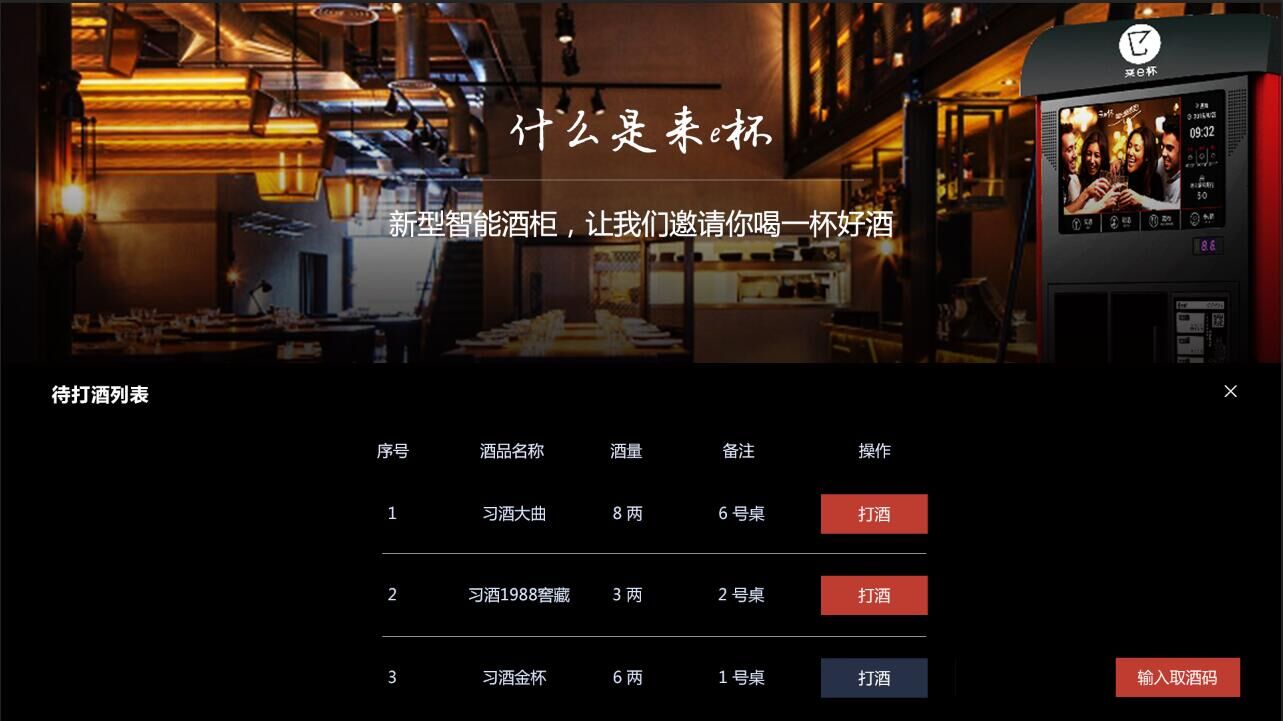 来e杯
09:32
8.6.
什么是来e杯
新型智能酒柜，让我们邀请你喝一杯好酒
待打酒列表
序号 酒品名称 酒量 备注 操作
1 习酒大曲 8 两 6 号桌 打酒
2 习酒1988窖藏 3 两 2 号桌 打酒
3 习酒金杯 6 两 1 号桌 打酒
输入取酒码